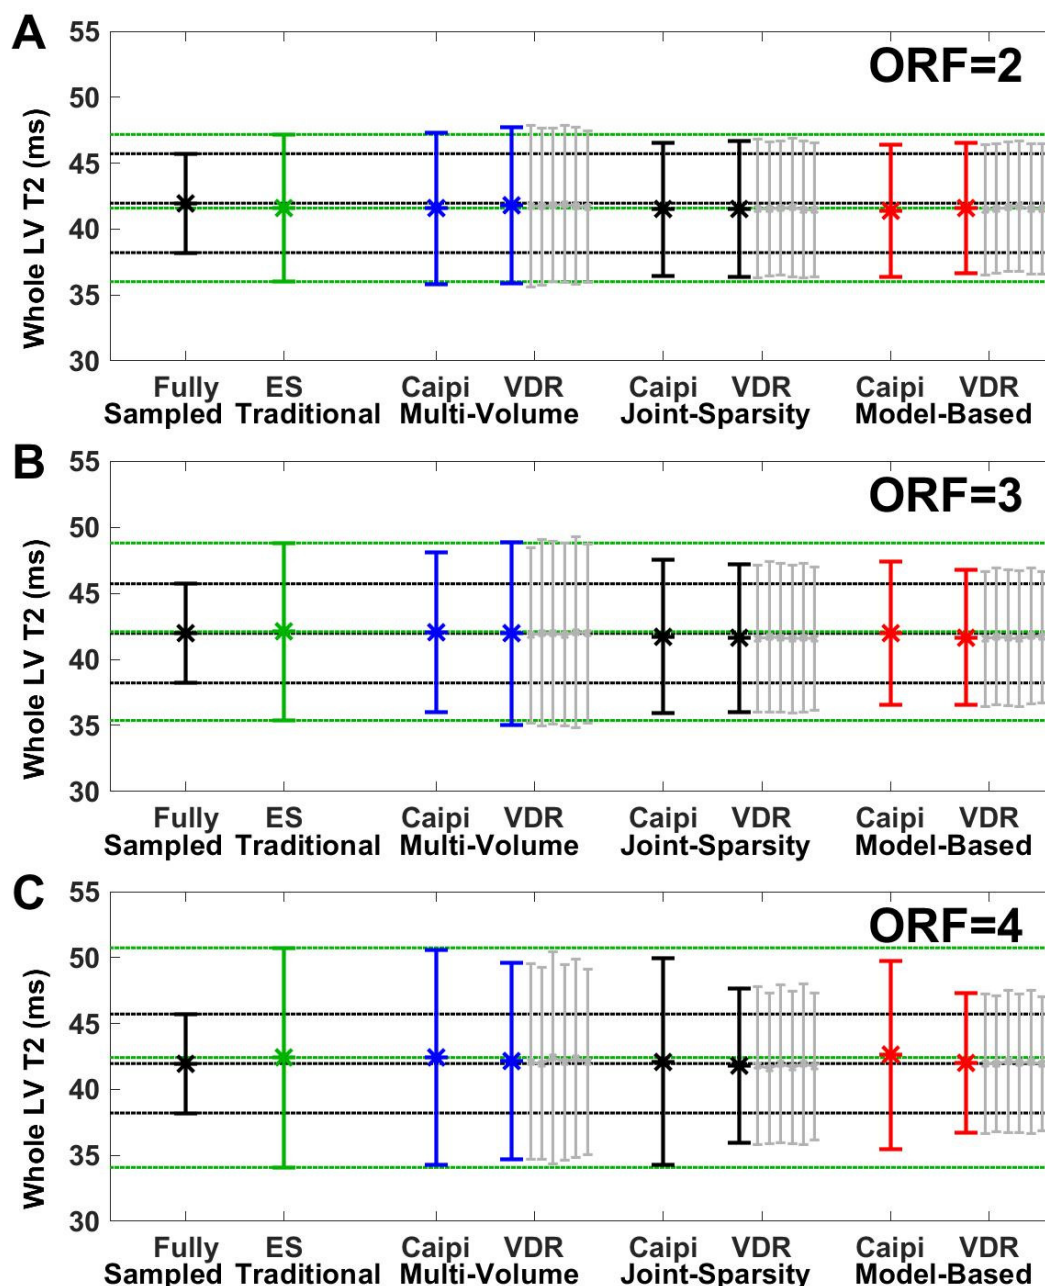 A
ORF=2
Whole LV T2 (ms)
55
50
45
40
35
30
Fully ES Caipi VDR Caipi VDR Caipi VDR
Sampled Traditional Multi-Volume Joint-Sparsity Model-Based
B
ORF=3
Whole LV T2 (ms)
55
50
45
40
35
30
Fully ES Caipi VDR Caipi VDR Caipi VDR
Sampled Traditional Multi-Volume Joint-Sparsity Model-Based
C
ORF=4
Whole LV T2 (ms)
55
50
45
40
35
30
Fully ES Caipi VDR Caipi VDR Caipi VDR
Sampled Traditional Multi-Volume Joint-Sparsity Model-Based